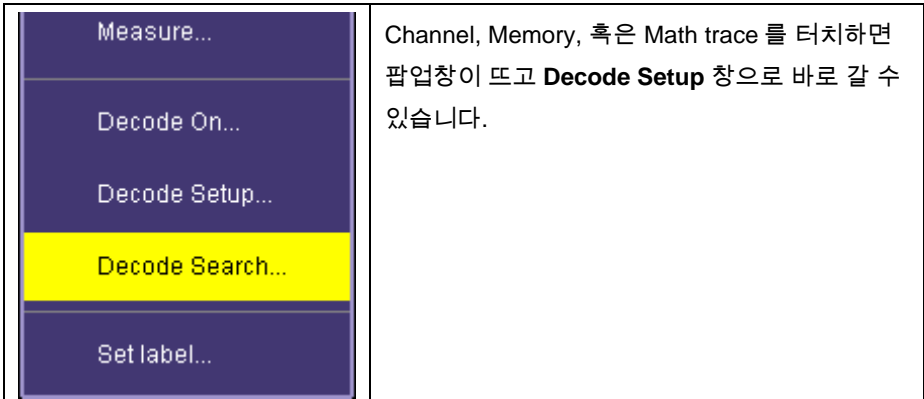 Measure...
Decode On...
Decode Setup...
Decode Search...
Set label...
Channel, Memory, 혹은 Math trace 를 터치하면
팝업창이 뜨고 Decode Setup 창으로 바로 갈 수
있습니다.